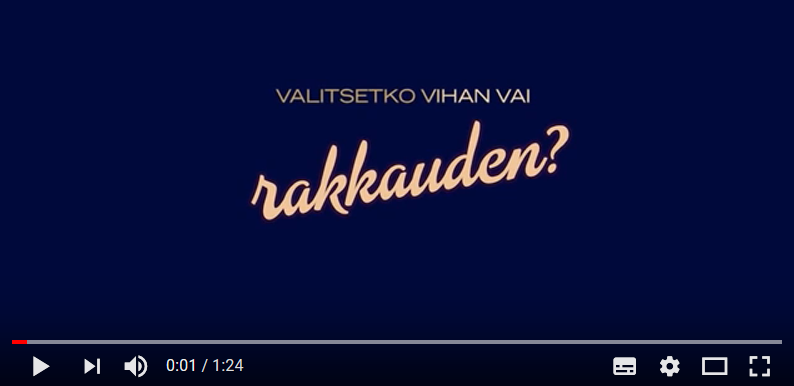 VALITSETKO VIHAN VAI
rakkauden?
0:01 / 1:24